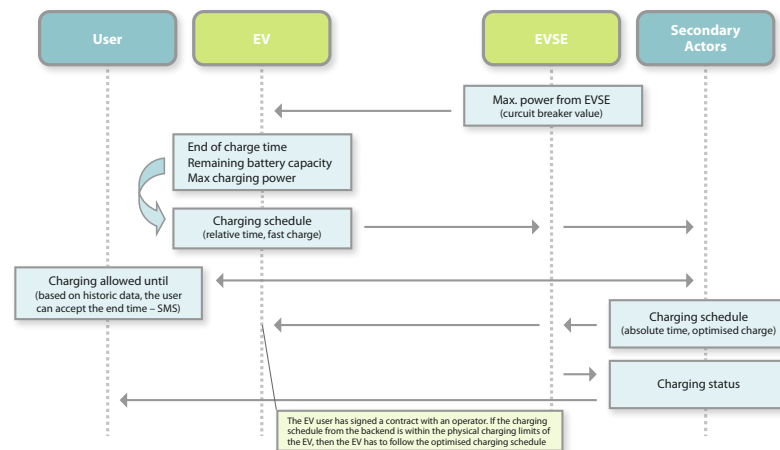 User
EV
EVSE
Secondary
Actors
Max. power from EVSE
(curcuit breaker value)
End of charge time
Remaining battery capacity
Max charging power
Charging schedule
(relative time, fast charge)
Charging allowed until
(based on historic data, the user
can accept the end time – SMS)
Charging schedule
(absolute time, optimised charge)
Charging status
The EV user has signed a contract with an operator. If the charging
schedule from the backend is within the physical charging limits of
the EV, then the EV has to follow the optimised charging schedule